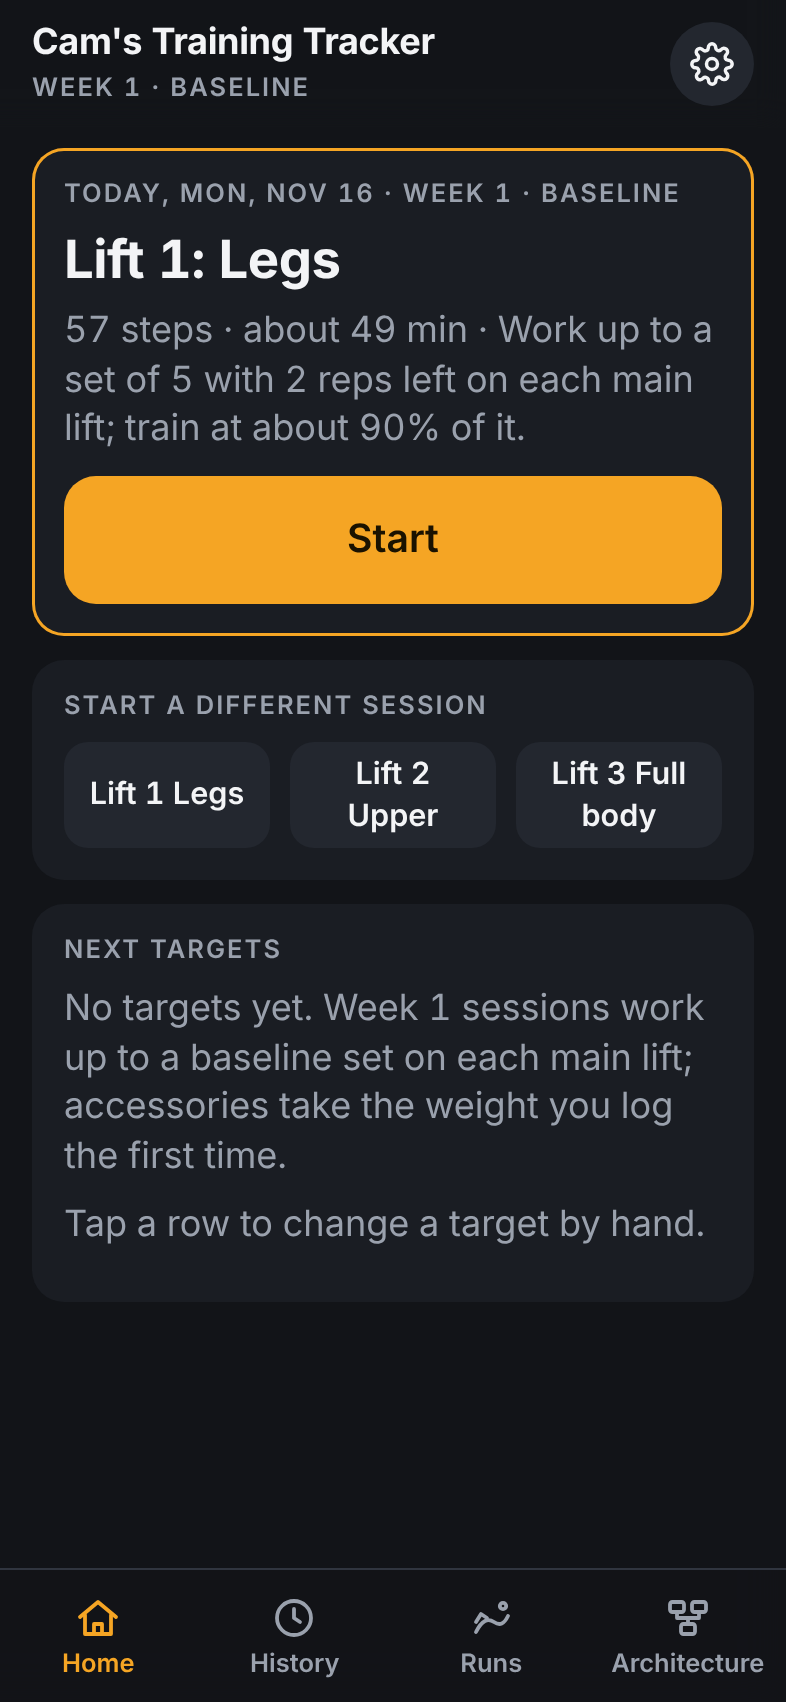 Cam's Training Tracker
WEEK 1 · BASELINE
TODAY, MON, NOV 16 · WEEK 1 · BASELINE
Lift 1: Legs
57 steps · about 49 min · Work up to a
set of 5 with 2 reps left on each main
lift; train at about 90% of it.
Start
START A DIFFERENT SESSION
Lift 1 Legs
Lift 2
Upper
Lift 3 Full
body
NEXT TARGETS
No targets yet. Week 1 sessions work
up to a baseline set on each main lift;
accessories take the weight you log
the first time.
Tap a row to change a target by hand.
Home
History
Runs
Architecture